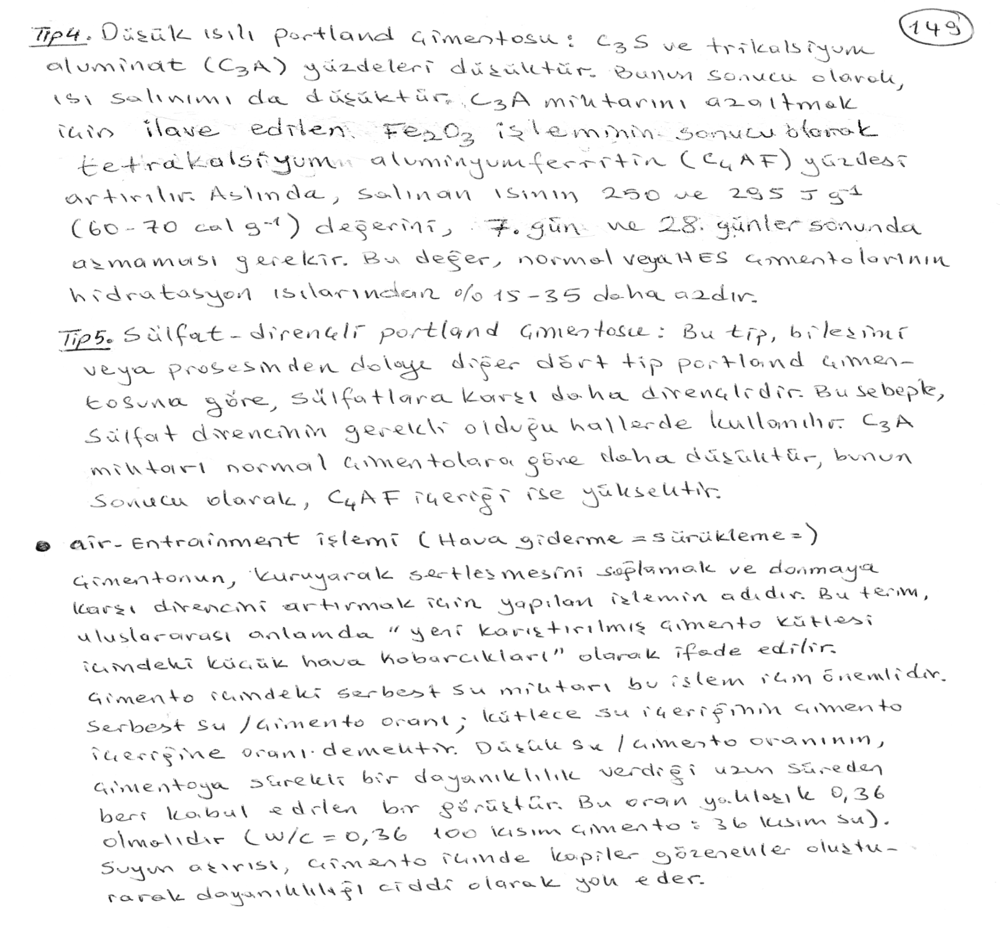 149
Tip4. Düşük ısılı portland çimentosu: C3S ve trikalsiyum
aluminat (C3A) yüzdeleri düşüktür. Bunun sonucu olarak,
ısı salınımı da düşüktür. C3A miktarını azaltmak
için ilave edilen Fe2O3 işleminin sonucu olarak
tetrakalsiyum aluminyumferritin (C4AF) yüzdesi
artırılır. Aslında, salınan ısının 250 ve 295 J g-1
(60-70 cal g-1) değerini, 7. gün ve 28. günler sonunda
aşmaması gerekir. Bu değer, normal veya HES çimentolarının
hidratasyon ısılarından % 15-35 daha azdır.
Tip5. Sülfat-dirençli portland çimentosu: Bu tip, bileşimi
veya prosesinden dolayı diğer dört tip portland çimen-
tosuna göre, sülfatlara karşı daha dirençlidir. Bu sebeple,
sülfat direncinin gerekli olduğu hallerde kullanılır. C3A
miktarı normal çimentolara göre daha düşüktür, bunun
sonucu olarak, C4AF içeriği ise yüksektir.
• air-Entrainment işlemi (Hava giderme = sürükleme=)
Çimentonun, kuruyarak sertleşmesini sağlamak ve donmaya
karşı direncini artırmak için yapılan işlemin adıdır. Bu terim,
uluslararası anlamda "yeni karıştırılmış çimento kütlesi
içindeki küçük hava kabarcıkları" olarak ifade edilir.
Çimento içindeki serbest su miktarı bu işlem için önemlidir.
Serbest su /çimento oranı; kütlece su içeriğinin çimento
içeriğine oranı demektir. Düşük su / çimento oranının,
çimentoya sürekli bir dayanıklılık verdiği uzun süreden
beri kabul edilen bir görüştür. Bu oran yaklaşık 0,36
olmalıdır (w/c = 0,36 100 kısım çimento : 36 kısım su).
Suyun aşırısı, çimento içinde kapiler gözenekler oluştu-
rarak dayanıklılığı ciddi olarak yok eder.